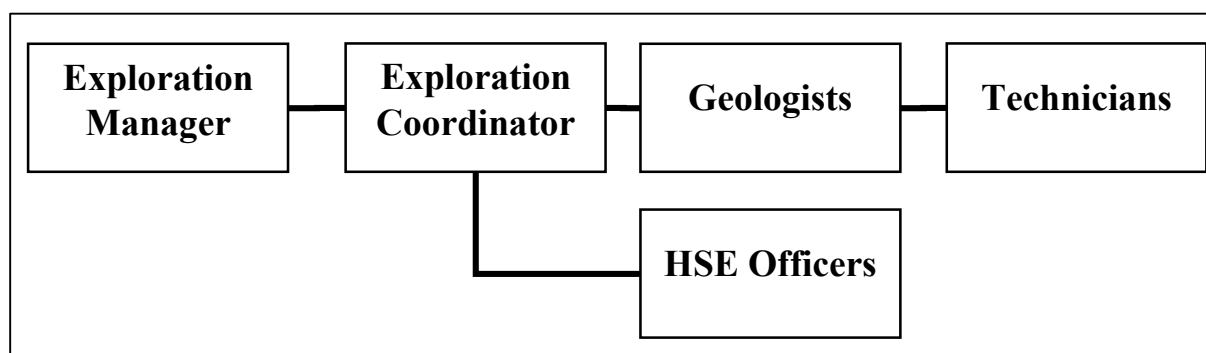 Exploration
Manager
Exploration
Coordinator
Geologists
Technicians
HSE Officers